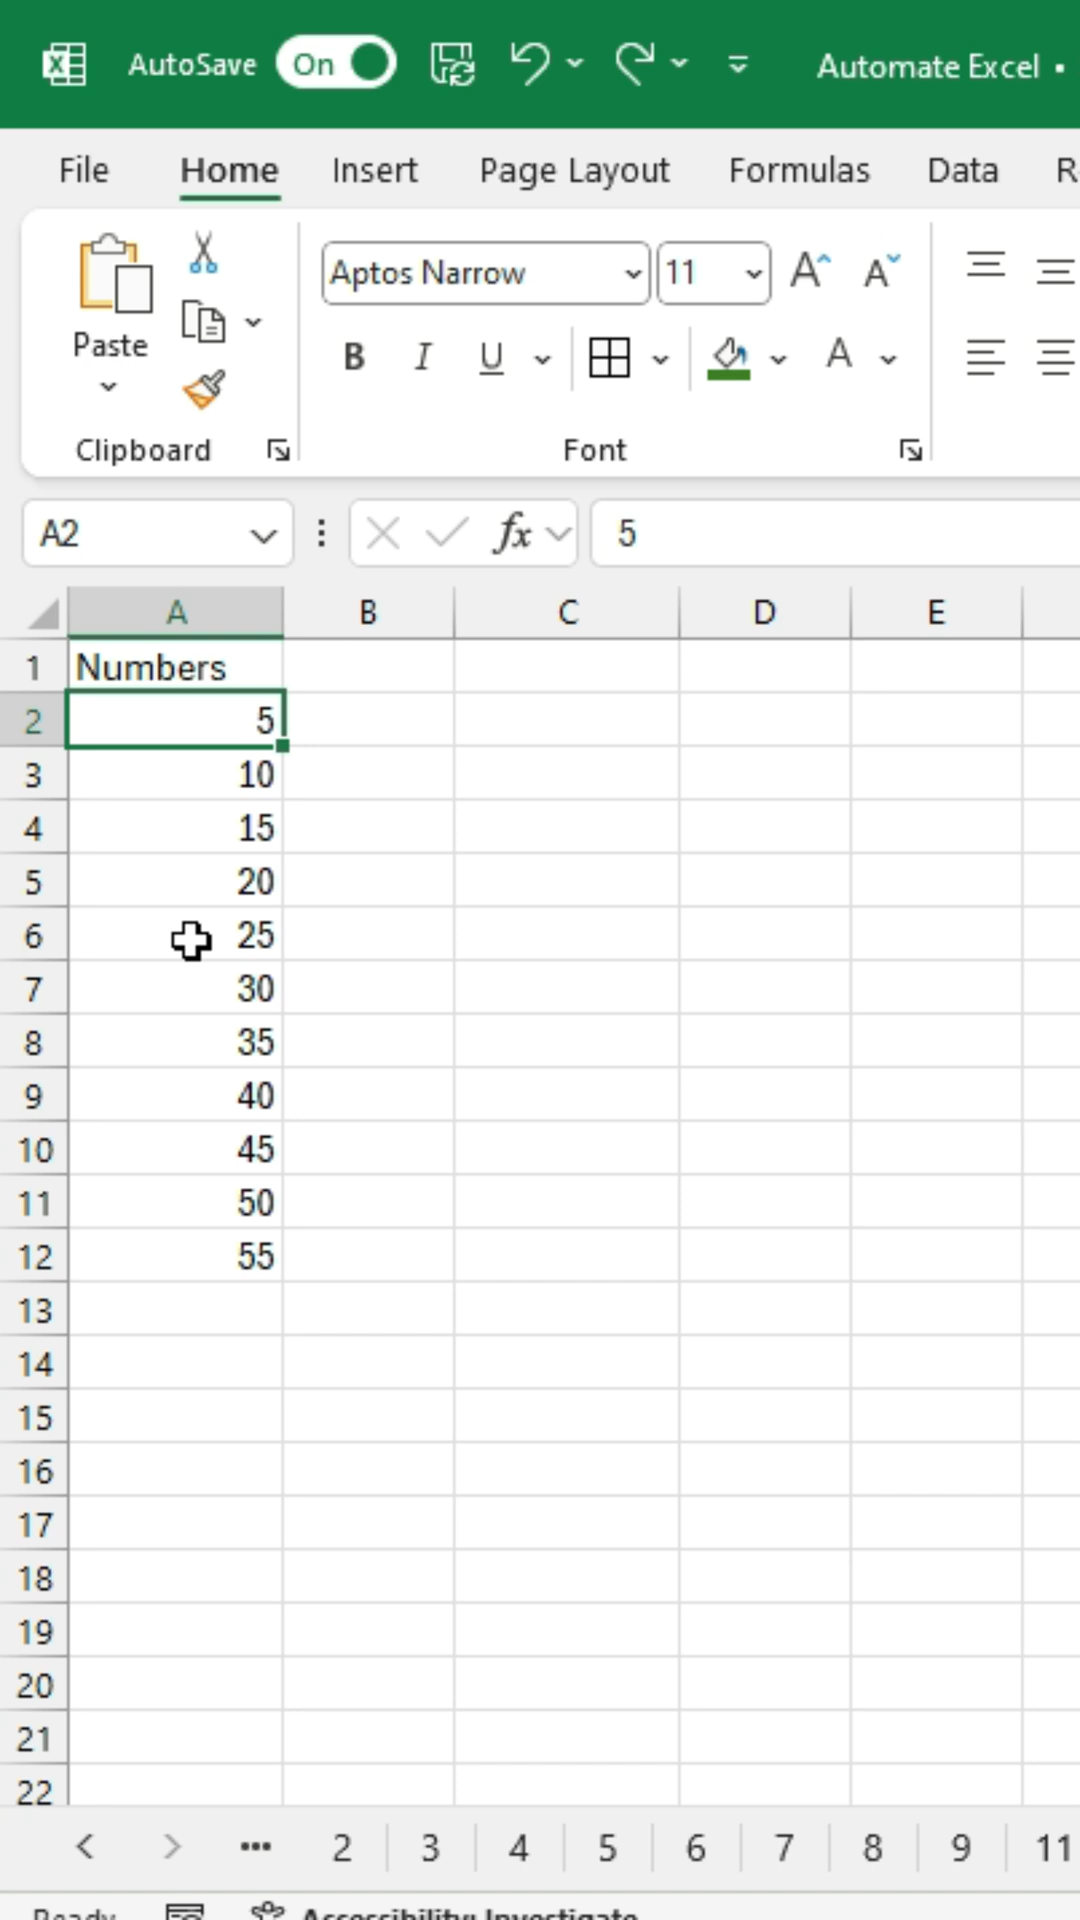 AutoSave On Automate Excel •
File Home Insert Page Layout Formulas Data R
Aptos Narrow 11 A A
Paste B I U A
Clipboard Font
A2 fx 5
A B C D E
1 Numbers
2 5
3 10
4 15
5 20
6 25
7 30
8 35
9 40
10 45
11 50
12 55
13
14
15
16
17
18
19
20
21
22
2 3 4 5 6 7 8 9 11
Ready Accessibility: Investigate